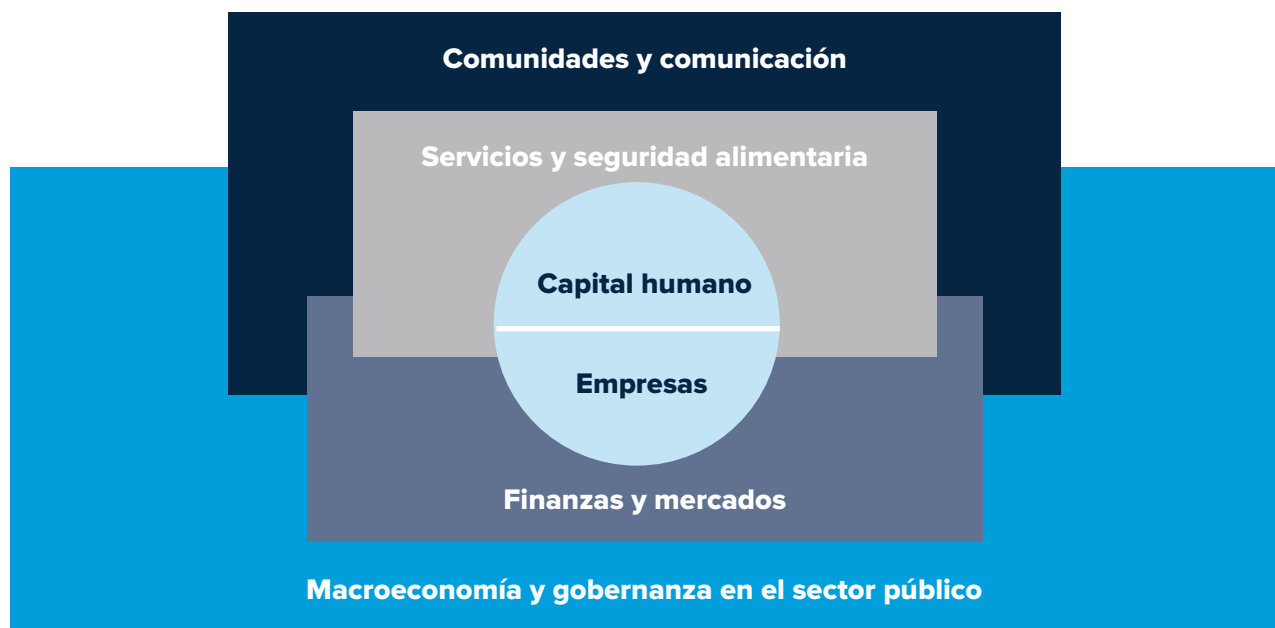 Comunidades y comunicación
Servicios y seguridad alimentaria
Capital humano
Empresas
Finanzas y mercados
Macroeconomía y gobernanza en el sector público